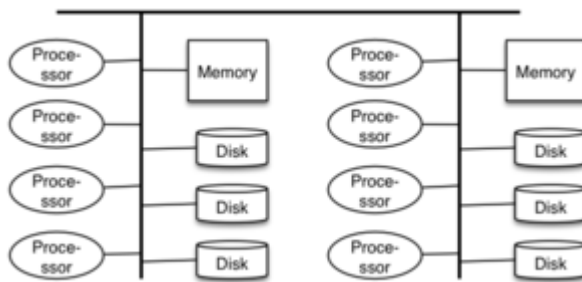 Proce-
ssor
Memory
Proce-
ssor
Disk
Proce-
ssor
Disk
Proce-
ssor
Disk
Proce-
ssor
Memory
Proce-
ssor
Disk
Proce-
ssor
Disk
Proce-
ssor
Disk